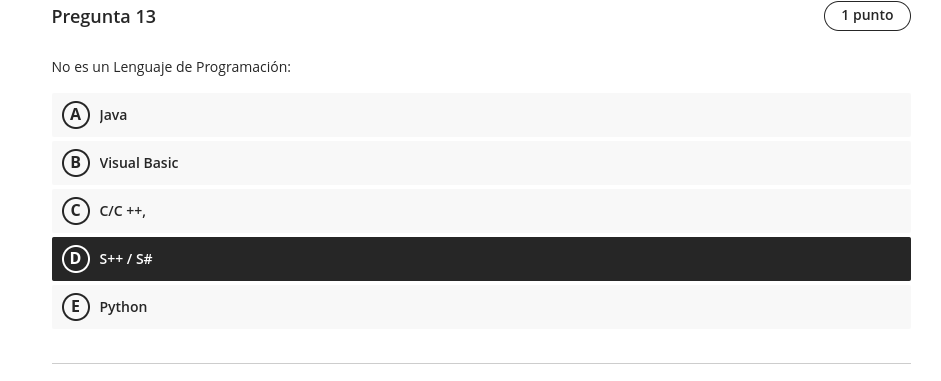 Pregunta 13
1 punto
No es un Lenguaje de Programación:
A Java
B Visual Basic
C C/C ++,
D S++ / S#
E Python